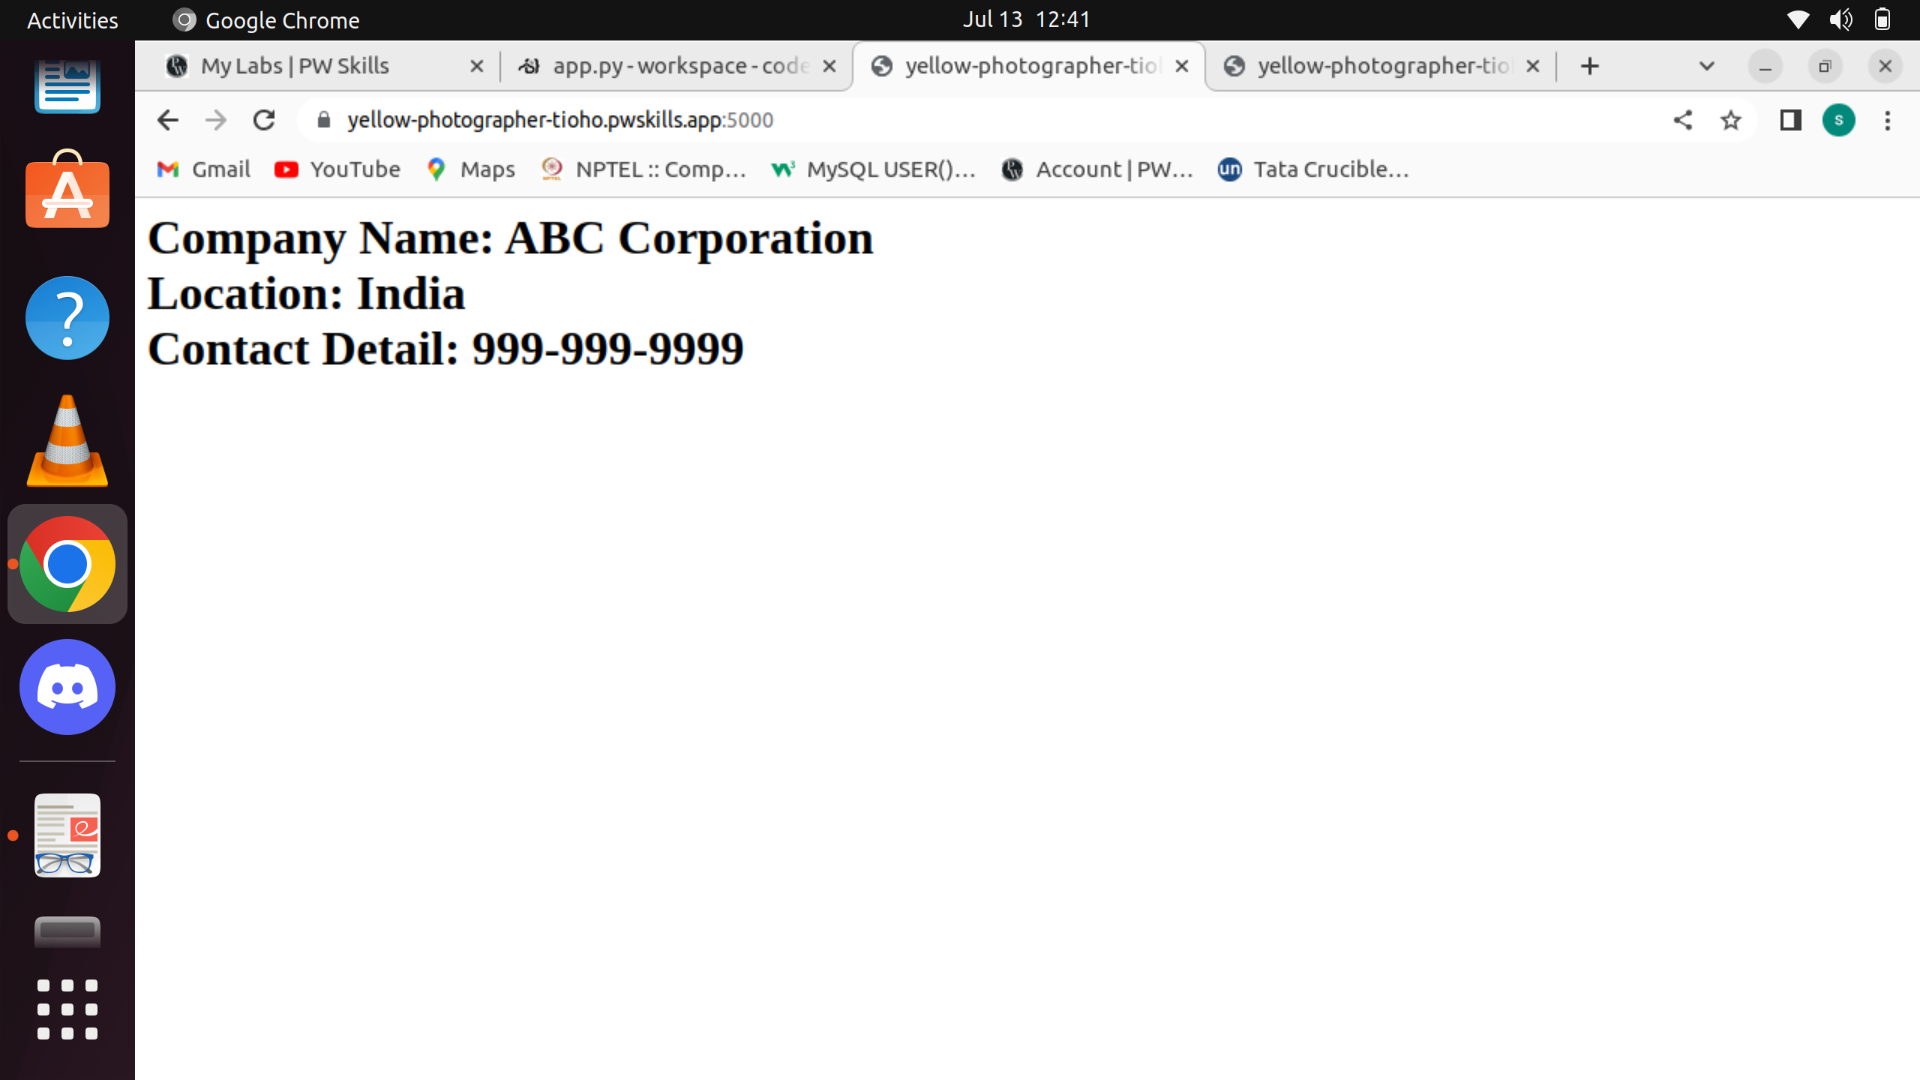 Activities Google Chrome Jul 13 12:41
My Labs | PW Skills app.py - workspace - code yellow-photographer-tio yellow-photographer-tio
yellow-photographer-tioho.pwskills.app:5000 S
Gmail YouTube Maps NPTEL :: Comp... MySQL USER()... Account | PW... un Tata Crucible...
Company Name: ABC Corporation
Location: India
Contact Detail: 999-999-9999